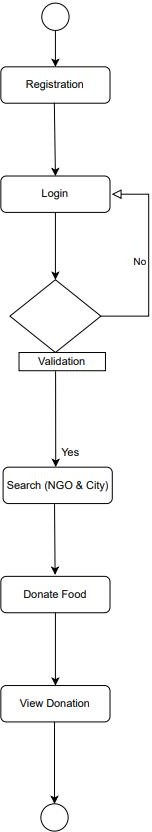 Registration
Login
No
Validation
Yes
Search (NGO & City)
Donate Food
View Donation